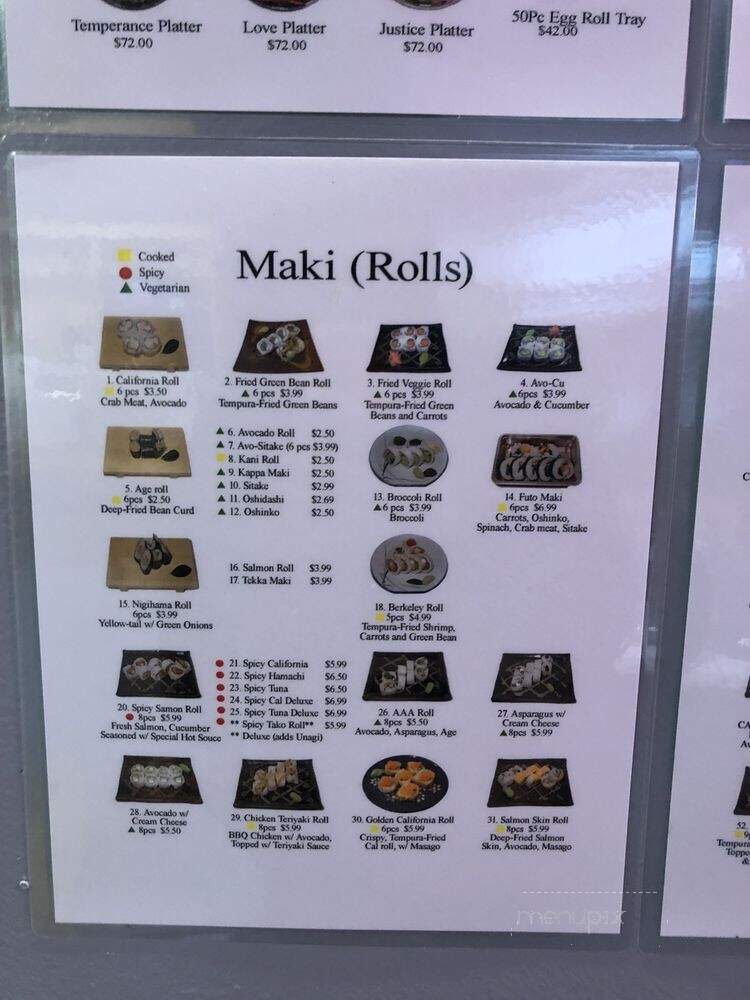 Temperance Platter
$72.00
Love Platter
$72.00
Justice Platter
$72.00
50Pc Egg Roll Tray
$42.00
Cooked
Spicy
Vegetarian
Maki (Rolls)
1. California Roll
6 pcs $3.50
Crab Meat, Avocado
2. Fried Green Bean Roll
6 pcs $3.99
Tempura-Fried Green Beans
3. Fried Veggie Roll
6 pcs $3.99
Tempura-Fried Green
Beans and Carrots
4. Avo-Cu
6pcs $3.99
Avocado & Cucumber
5. Age roll
6pcs $2.50
Deep-Fried Bean Curd
6. Avocado Roll $2.50
7. Avo-Sitake (6 pcs $3.99)
8. Kani Roll $2.50
9. Kappa Maki $2.50
10. Sitake $2.99
11. Oshidashi $2.69
12. Oshinko $2.50
13. Broccoli Roll
6 pcs $3.99
Broccoli
14. Futo Maki
6pcs $6.99
Carrots, Oshinko,
Spinach, Crab meat, Sitake
15. Nigihama Roll
6pcs $3.99
Yellow-tail w/ Green Onions
16. Salmon Roll $3.99
17. Tekka Maki $3.99
18. Berkeley Roll
5pcs $4.99
Tempura-Fried Shrimp,
Carrots and Green Bean
20. Spicy Samon Roll
8pcs $5.99
Fresh Salmon, Cucumber
Seasoned w/ Special Hot Souce
21. Spicy California $5.99
22. Spicy Hamachi $6.50
23. Spicy Tuna $6.50
24. Spicy Cal Deluxe $6.99
25. Spicy Tuna Deluxe $6.99
** Spicy Tako Roll** $5.99
** Deluxe (adds Unagi)
26. AAA Roll
8pcs $5.50
Avocado, Asparagus, Age
27. Asparagus w/
Cream Cheese
8pcs $5.99
28. Avocado w/
Cream Cheese
8pcs $5.50
29. Chicken Teriyaki Roll
8pcs $5.99
BBQ Chicken w/ Avocado,
Topped w/ Teriyaki Sauce
30. Golden California Roll
6pcs $5.99
Crispy, Tempura-Fried
Cal roll, w/ Masago
31. Salmon Skin Roll
8pcs $5.99
Deep-Fried Salmon
Skin, Avocado, Masago
52.
menupix